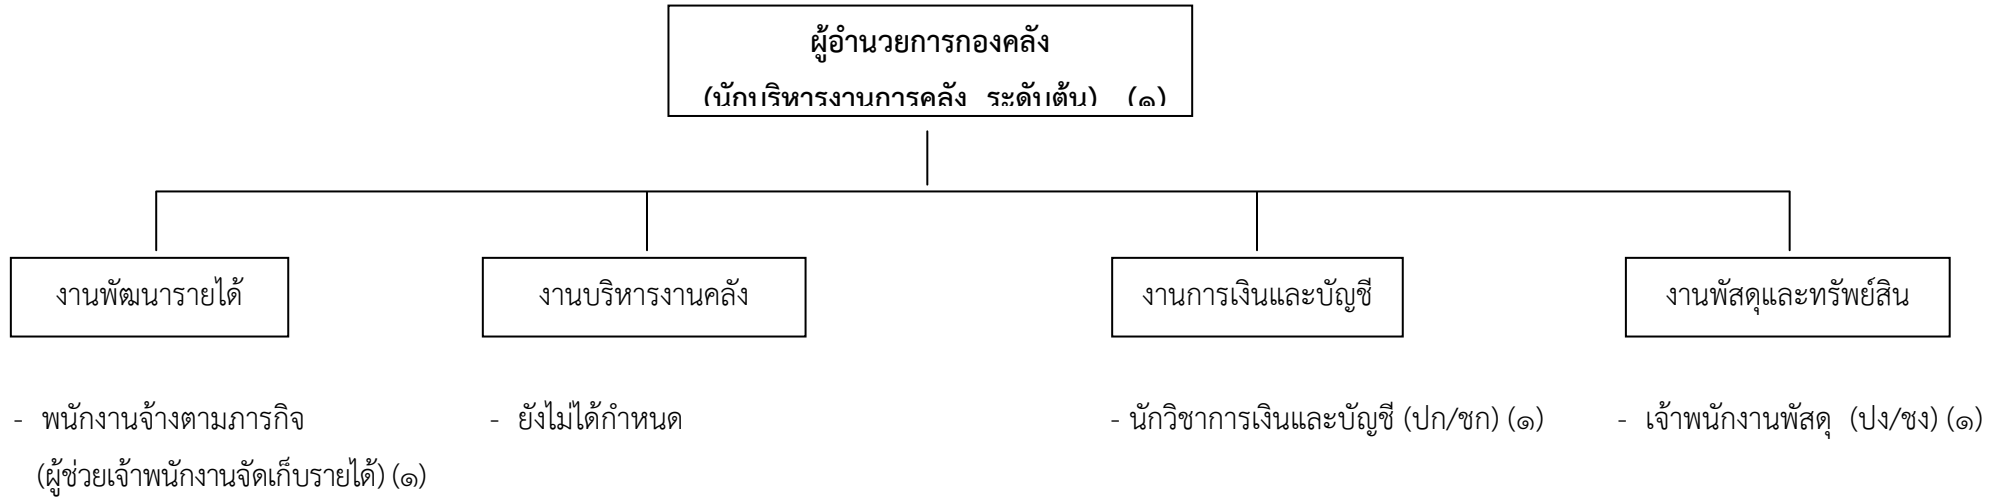 ผู้อำนวยการกองคลัง
(นักบริหารงานการคลัง ระดับต้น) (๑)
งานพัฒนารายได้
งานบริหารงานคลัง
งานการเงินและบัญชี
งานพัสดุและทรัพย์สิน
- พนักงานจ้างตามภารกิจ
(ผู้ช่วยเจ้าพนักงานจัดเก็บรายได้) (๑)
- ยังไม่ได้กำหนด
- นักวิชาการเงินและบัญชี (ปก/ชก) (๑)
- เจ้าพนักงานพัสดุ (ปง/ชง) (๑)